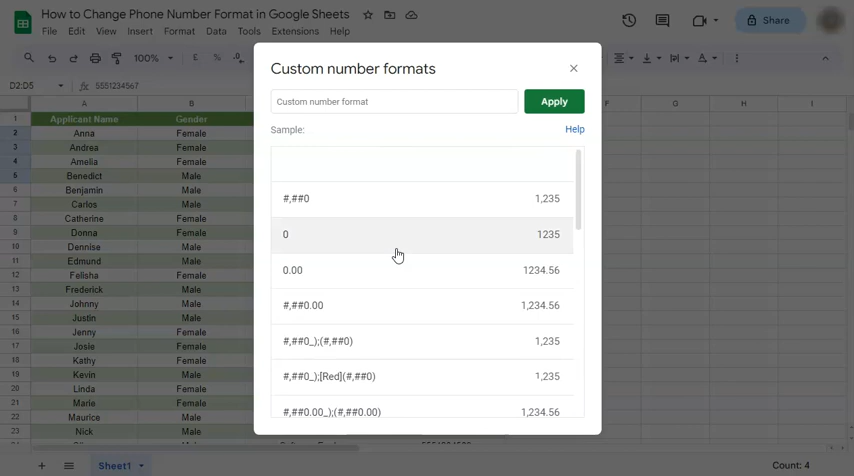 How to Change Phone Number Format in Google Sheets
File Edit View Insert Format Data Tools Extensions Help
Share
100% £ % .0
D2:D5 fx 5551234567
A B F G H I
1 Applicant Name Gender
2 Anna Female
3 Andrea Female
4 Amelia Female
5 Benedict Male
6 Benjamin Male
7 Carlos Male
8 Catherine Female
9 Donna Female
10 Dennise Male
11 Edmund Male
12 Felisha Female
13 Frederick Male
14 Johnny Male
15 Justin Male
16 Jenny Female
17 Josie Female
18 Kathy Female
19 Kevin Male
20 Linda Female
21 Marie Female
22 Maurice Male
23 Nick Male
Custom number formats
Custom number format
Apply
Sample:
Help
#,##0 1,235
0 1235
0.00 1234.56
#,##0.00 1,234.56
#,##0_);(#,##0) 1,235
#,##0_);[Red](#,##0) 1,235
#,##0.00_);(#,##0.00) 1,234.56
Sheet1
Count: 4